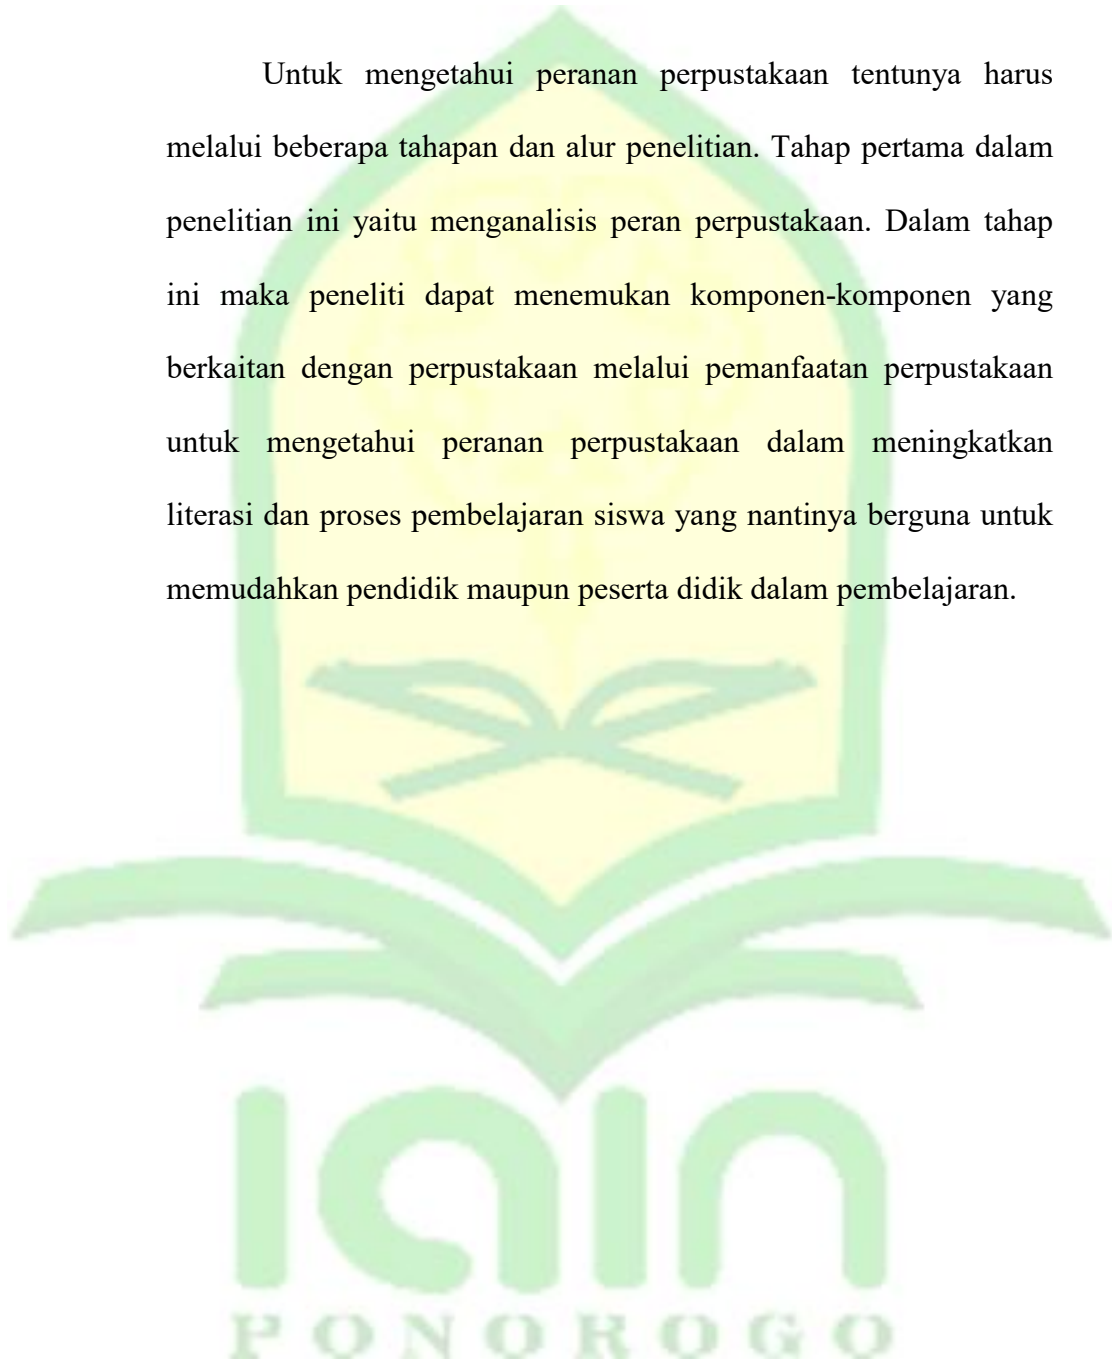 Untuk mengetahui peranan perpustakaan tentunya harus
melalui beberapa tahapan dan alur penelitian. Tahap pertama dalam
penelitian ini yaitu menganalisis peran perpustakaan. Dalam tahap
ini maka peneliti dapat menemukan komponen-komponen yang
berkaitan dengan perpustakaan melalui pemanfaatan perpustakaan
untuk mengetahui peranan perpustakaan dalam meningkatkan
literasi dan proses pembelajaran siswa yang nantinya berguna untuk
memudahkan pendidik maupun peserta didik dalam pembelajaran.
iain
PONOROGO